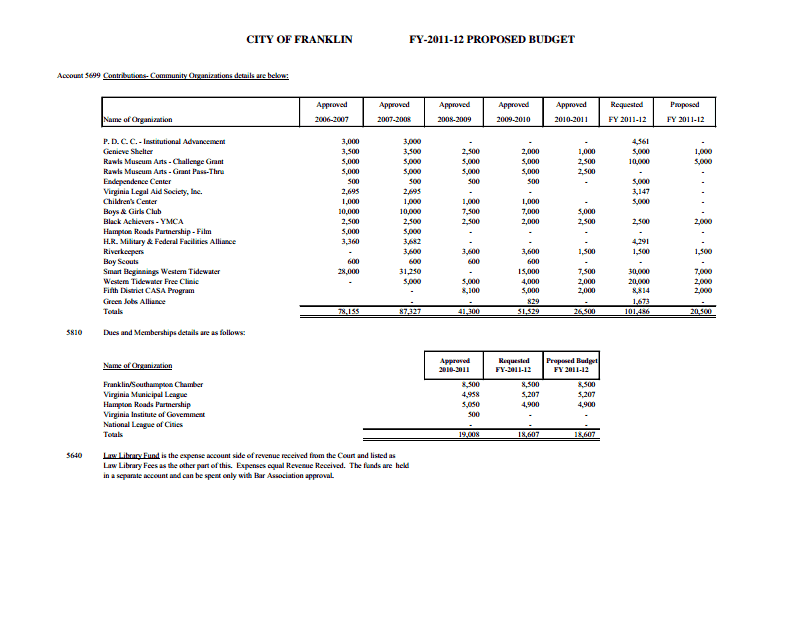 CITY OF FRANKLIN FY-2011-12 PROPOSED BUDGET
Account 5699 Contributions- Community Organizations details are below:
Approved Approved Approved Approved Approved Requested Proposed
Name of Organization 2006-2007 2007-2008 2008-2009 2009-2010 2010-2011 FY 2011-12 FY 2011-12
P. D. C. C. - Institutional Advancement 3,000 3,000 - - - 4,561 -
Genieve Shelter 3,500 3,500 2,500 2,000 1,000 5,000 1,000
Rawls Museum Arts - Challenge Grant 5,000 5,000 5,000 5,000 2,500 10,000 5,000
Rawls Museum Arts - Grant Pass-Thru 5,000 5,000 5,000 5,000 2,500 - -
Endependence Center 500 500 500 500 - 5,000 -
Virginia Legal Aid Society, Inc. 2,695 2,695 - - - 3,147 -
Children's Center 1,000 1,000 1,000 1,000 - 5,000 -
Boys & Girls Club 10,000 10,000 7,500 7,000 5,000 -
Black Achievers - YMCA 2,500 2,500 2,500 2,000 2,500 2,500 2,000
Hampton Roads Partnership - Film 5,000 5,000 - - - - -
H.R. Military & Federal Facilities Alliance 3,360 3,682 - - - 4,291 -
Riverkeepers - 3,600 3,600 3,600 1,500 1,500 1,500
Boy Scouts 600 600 600 600 - - -
Smart Beginnings Western Tidewater 28,000 31,250 - 15,000 7,500 30,000 7,000
Western Tidewater Free Clinic - 5,000 5,000 4,000 2,000 20,000 2,000
Fifth District CASA Program - 8,100 5,000 2,000 8,814 2,000
Green Jobs Alliance - - 829 - 1,673 -
Totals 78,155 87,327 41,300 51,529 26,500 101,486 20,500
5810 Dues and Memberships details are as follows:
Approved Requested Proposed Budget
Name of Organization 2010-2011 FY-2011-12 FY 2011-12
Franklin/Southampton Chamber 8,500 8,500 8,500
Virginia Municipal League 4,958 5,207 5,207
Hampton Roads Partnership 5,050 4,900 4,900
Virginia Institute of Government 500 - -
National League of Cities - - -
Totals 19,008 18,607 18,607
5640 Law Library Fund is the expense account side of revenue received from the Court and listed as
Law Library Fees as the other part of this. Expenses equal Revenue Received. The funds are held
in a separate account and can be spent only with Bar Association approval.